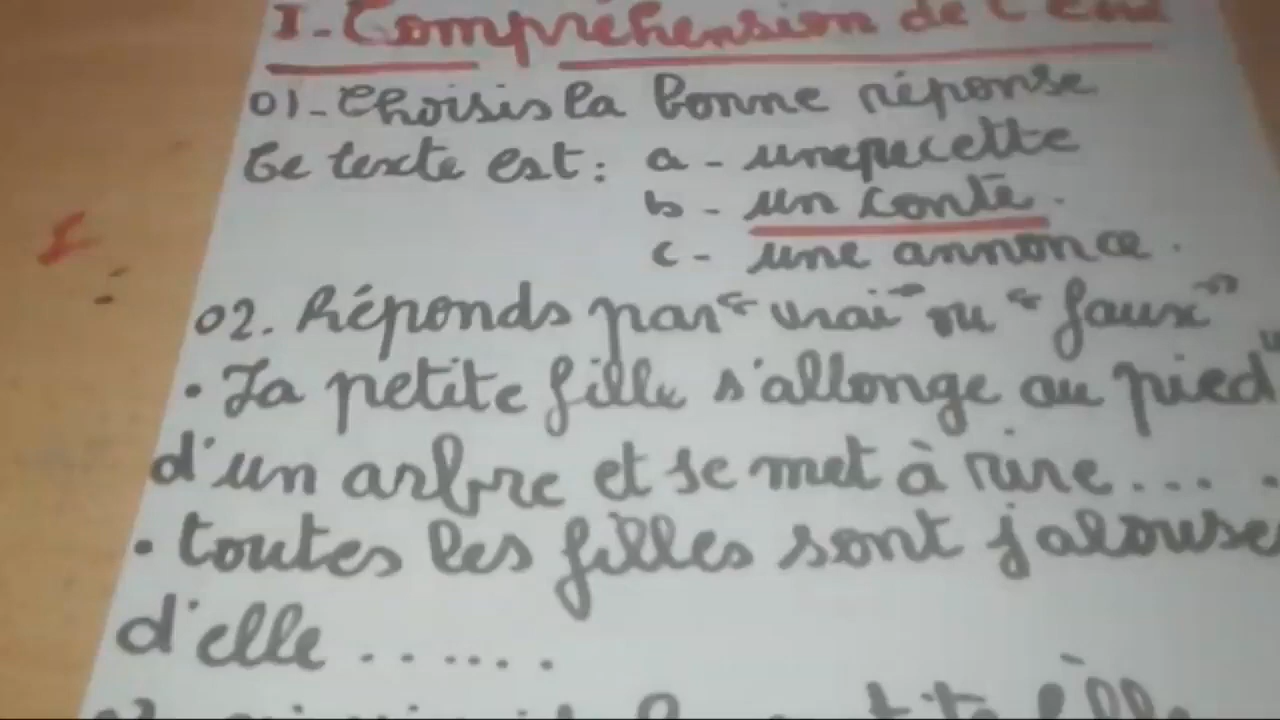 I - Compréhension de l'
01 - Choisis la bonne réponse
Ce texte est : a - une recette
b - un conte.
c - une annonce.
02. Réponds par "vrai" ou "faux"
• La petite fille s'allonge au pied
d'un arbre et se met à rire....
• toutes les filles sont jalouse
d'elle ......